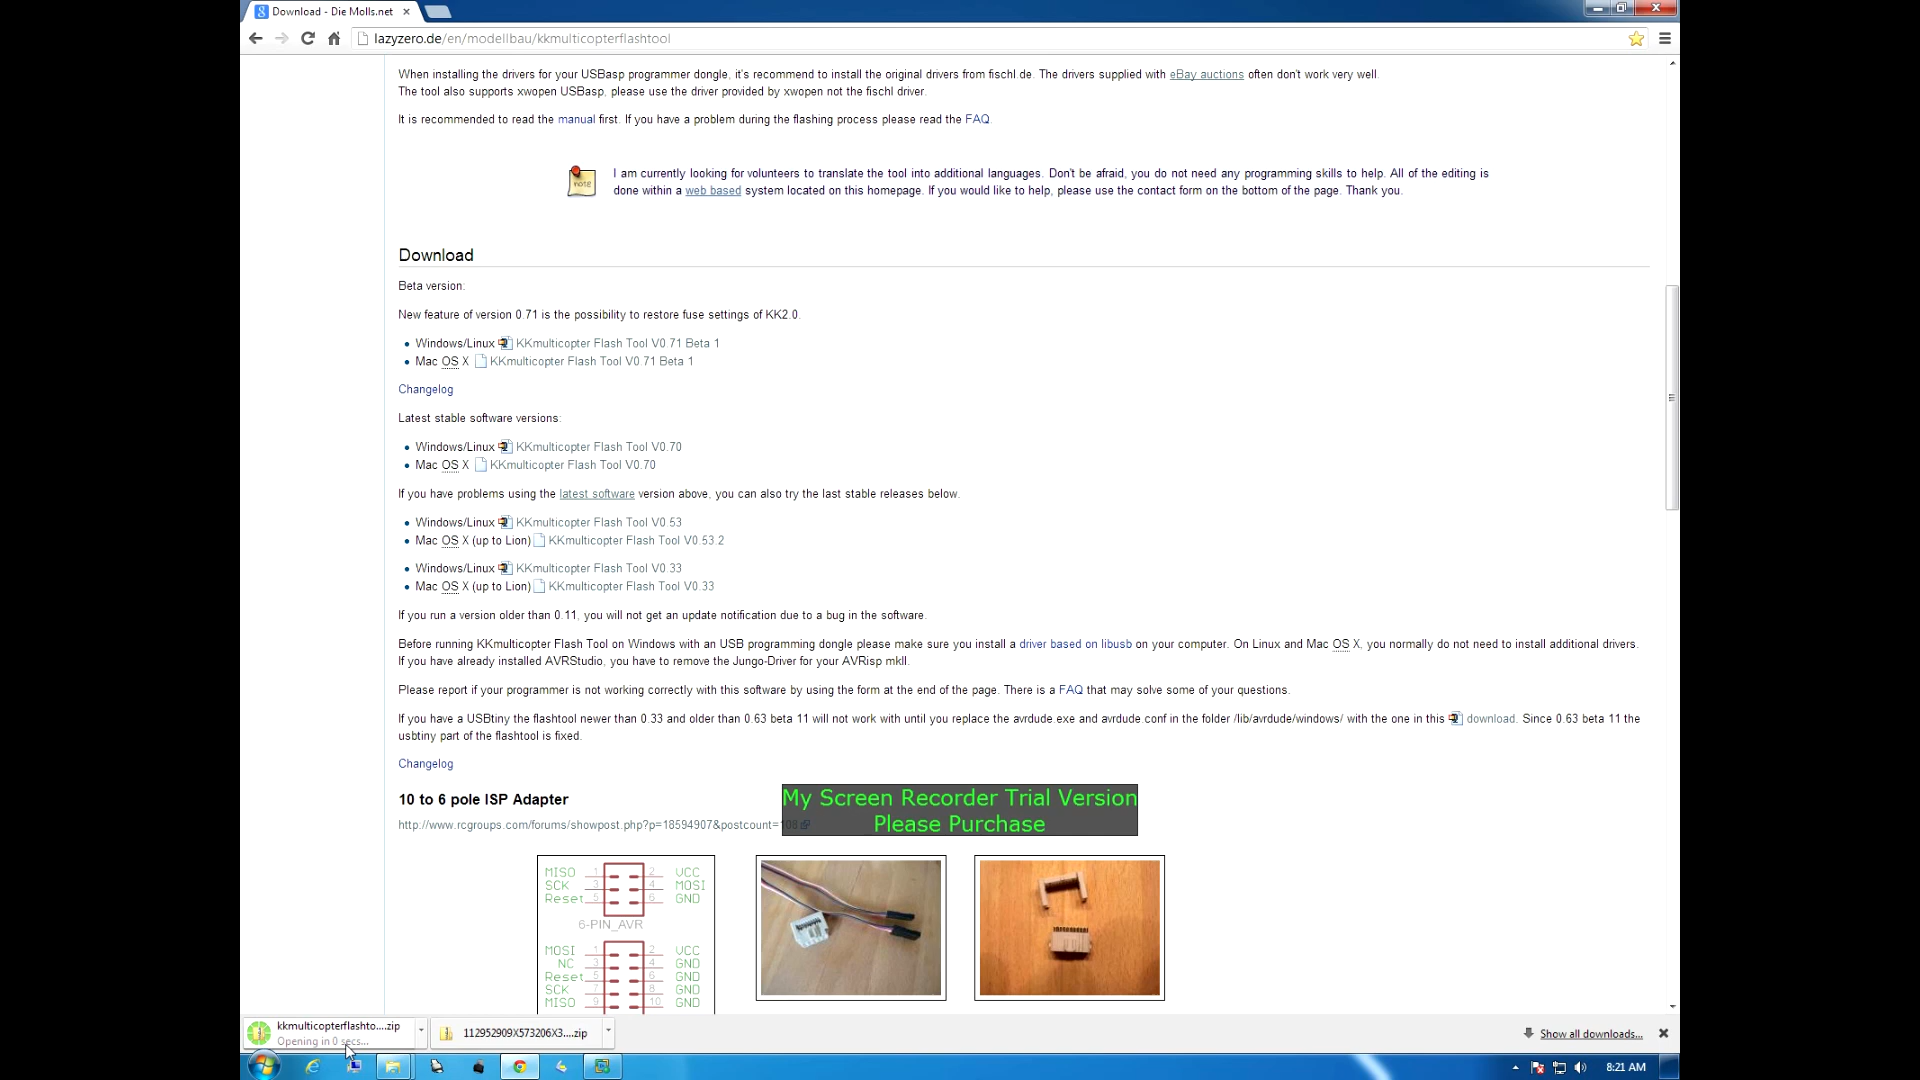 Download - Die Molls.net
lazyzero.de/en/modellbau/kkmulticopterflashtool
When installing the drivers for your USBasp programmer dongle, it's recommend to install the original drivers from fischl.de. The drivers supplied with eBay auctions often don't work very well.
The tool also supports xwopen USBasp, please use the driver provided by xwopen not the fischl driver.
It is recommended to read the manual first. If you have a problem during the flashing process please read the FAQ.
note
I am currently looking for volunteers to translate the tool into additional languages. Don't be afraid, you do not need any programming skills to help. All of the editing is
done within a web based system located on this homepage. If you would like to help, please use the contact form on the bottom of the page. Thank you.
Download
Beta version:
New feature of version 0.71 is the possibility to restore fuse settings of KK2.0.
Windows/Linux KKmulticopter Flash Tool V0.71 Beta 1
Mac OS X KKmulticopter Flash Tool V0.71 Beta 1
Changelog
Latest stable software versions:
Windows/Linux KKmulticopter Flash Tool V0.70
Mac OS X KKmulticopter Flash Tool V0.70
If you have problems using the latest software version above, you can also try the last stable releases below.
Windows/Linux KKmulticopter Flash Tool V0.53
Mac OS X (up to Lion) KKmulticopter Flash Tool V0.53.2
Windows/Linux KKmulticopter Flash Tool V0.33
Mac OS X (up to Lion) KKmulticopter Flash Tool V0.33
If you run a version older than 0.11, you will not get an update notification due to a bug in the software.
Before running KKmulticopter Flash Tool on Windows with an USB programming dongle please make sure you install a driver based on libusb on your computer. On Linux and Mac OS X, you normally do not need to install additional drivers.
If you have already installed AVRStudio, you have to remove the Jungo-Driver for your AVRisp mkII.
Please report if your programmer is not working correctly with this software by using the form at the end of the page. There is a FAQ that may solve some of your questions.
If you have a USBtiny the flashtool newer than 0.33 and older than 0.63 beta 11 will not work with until you replace the avrdude.exe and avrdude.conf in the folder /lib/avrdude/windows/ with the one in this download. Since 0.63 beta 11 the
usbtiny part of the flashtool is fixed.
Changelog
10 to 6 pole ISP Adapter
My Screen Recorder Trial Version
Please Purchase
http://www.rcgroups.com/forums/showpost.php?p=18594907&postcount=108
MISO 1 2 VCC
SCK 3 4 MOSI
Reset 5 6 GND
6-PIN_AVR
MOSI 1 2 VCC
NC 3 4 GND
Reset 5 6 GND
SCK 7 8 GND
MISO 9 10 GND
kkmulticopterflashto....zip
Opening in 0 secs...
112952909X573206X3....zip
Show all downloads...
8:21 AM